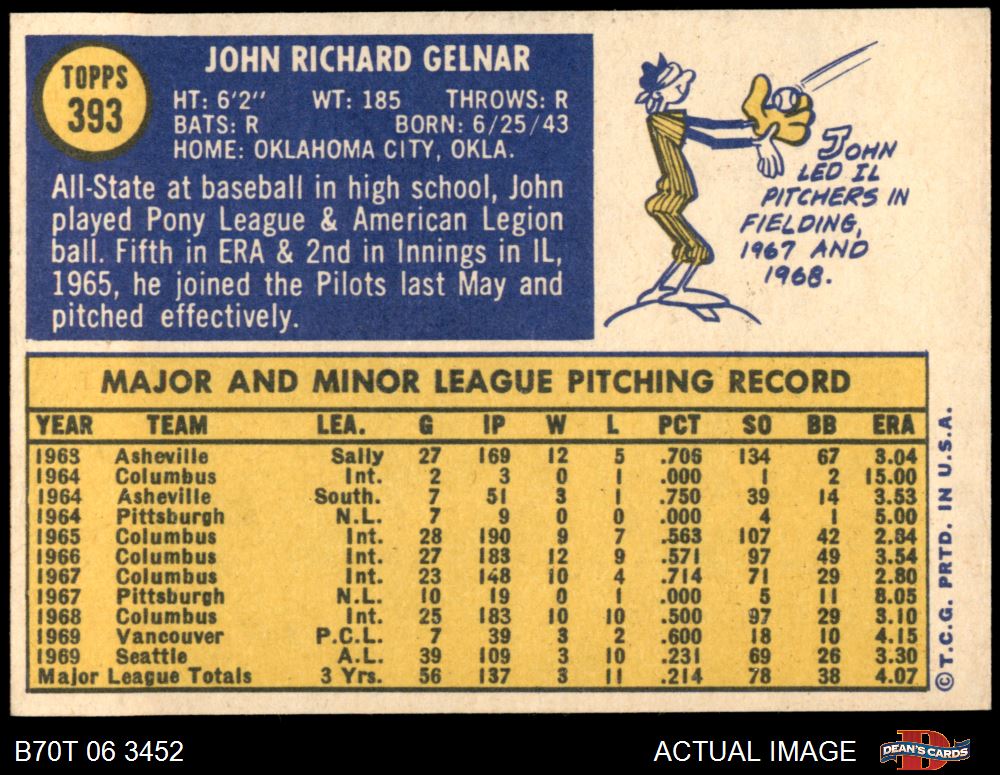 TOPPS
393
JOHN RICHARD GELNAR
HT: 6'2" WT: 185 THROWS: R
BATS: R BORN: 6/25/43
HOME: OKLAHOMA CITY, OKLA.
All-State at baseball in high school, John
played Pony League & American Legion
ball. Fifth in ERA & 2nd in Innings in IL,
1965, he joined the Pilots last May and
pitched effectively.
JOHN
LED IL
PITCHERS IN
FIELDING,
1967 AND
1968.
MAJOR AND MINOR LEAGUE PITCHING RECORD
YEAR TEAM LEA. G IP W L PCT SO BB ERA
1963 Asheville Sally 27 169 12 5 .706 134 67 3.04
1964 Columbus Int. 2 3 0 1 .000 1 2 15.00
1964 Asheville South. 7 51 3 1 .750 39 14 3.53
1964 Pittsburgh N.L. 7 9 0 0 .000 4 1 5.00
1965 Columbus Int. 28 190 9 7 .563 107 42 2.84
1966 Columbus Int. 27 183 12 9 .571 97 49 3.54
1967 Columbus Int. 23 148 10 4 .714 71 29 2.80
1967 Pittsburgh N.L. 10 19 0 1 .000 5 11 8.05
1968 Columbus Int. 25 183 10 10 .500 97 29 3.10
1969 Vancouver P.C.L. 7 39 3 2 .600 18 10 4.15
1969 Seattle A.L. 39 109 3 10 .231 69 26 3.30
Major League Totals 3 Yrs. 56 137 3 11 .214 78 38 4.07
©T.C.G. PRTD. IN U.S.A.
B70T 06 3452
ACTUAL IMAGE
DEAN'S CARDS